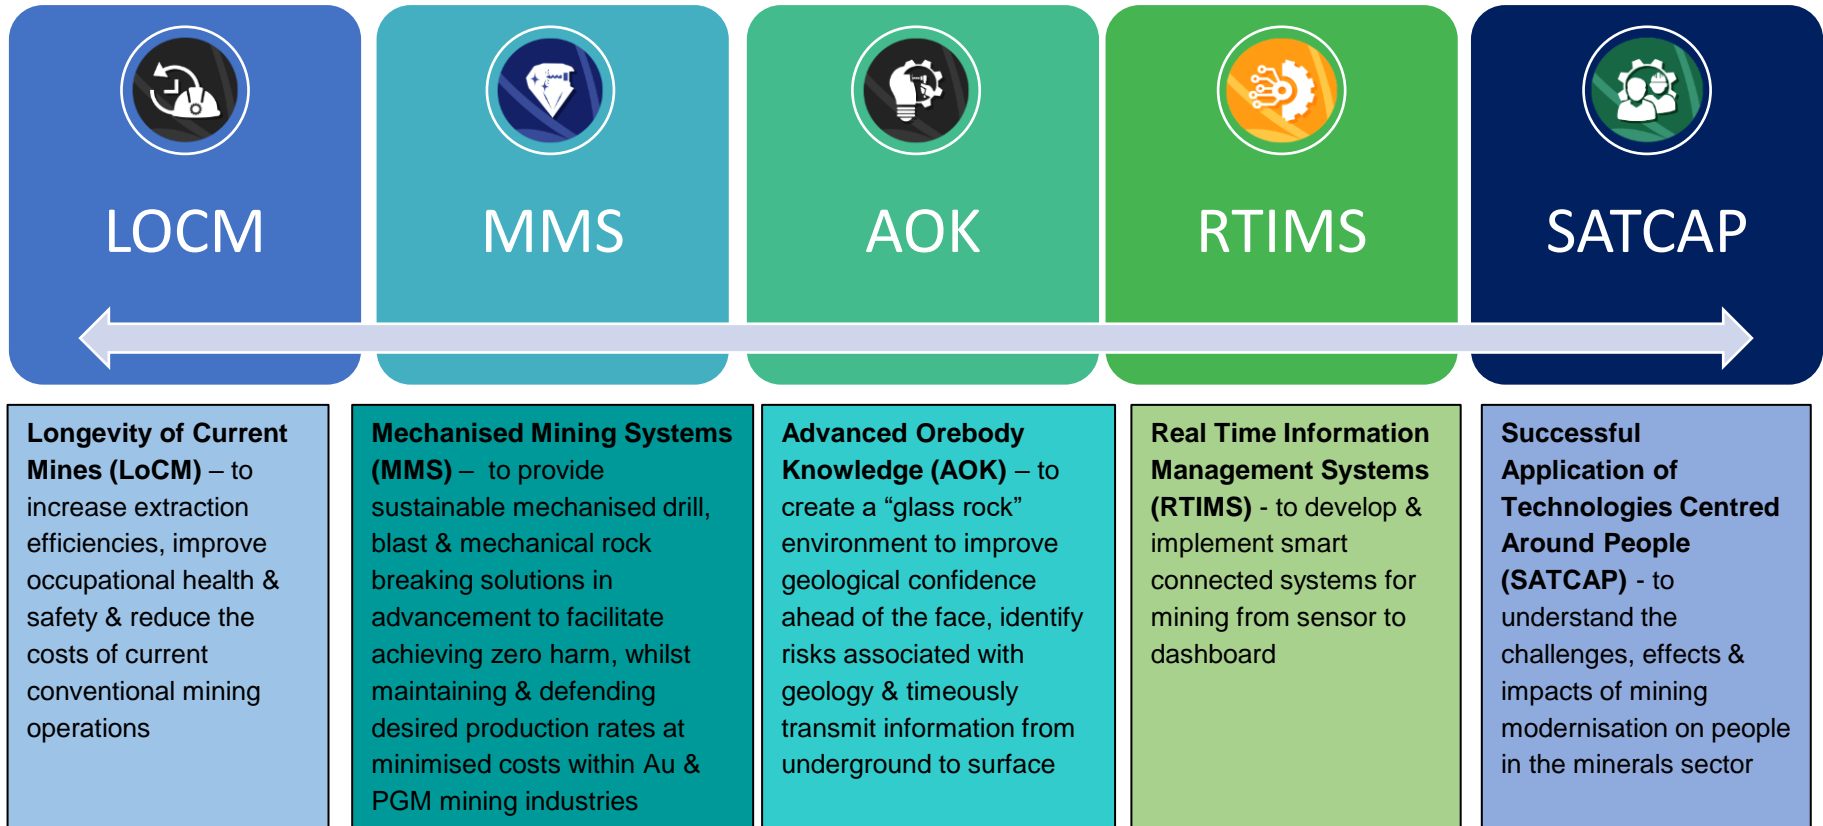 LOCM
MMS
AOK
RTIMS
SATCAP
Longevity of Current
Mines (LoCM) – to
increase extraction
efficiencies, improve
occupational health &
safety & reduce the
costs of current
conventional mining
operations
Mechanised Mining Systems
(MMS) – to provide
sustainable mechanised drill,
blast & mechanical rock
breaking solutions in
advancement to facilitate
achieving zero harm, whilst
maintaining & defending
desired production rates at
minimised costs within Au &
PGM mining industries
Advanced Orebody
Knowledge (AOK) – to
create a “glass rock”
environment to improve
geological confidence
ahead of the face, identify
risks associated with
geology & timeously
transmit information from
underground to surface
Real Time Information
Management Systems
(RTIMS) - to develop &
implement smart
connected systems for
mining from sensor to
dashboard
Successful
Application of
Technologies Centred
Around People
(SATCAP) - to
understand the
challenges, effects &
impacts of mining
modernisation on people
in the minerals sector